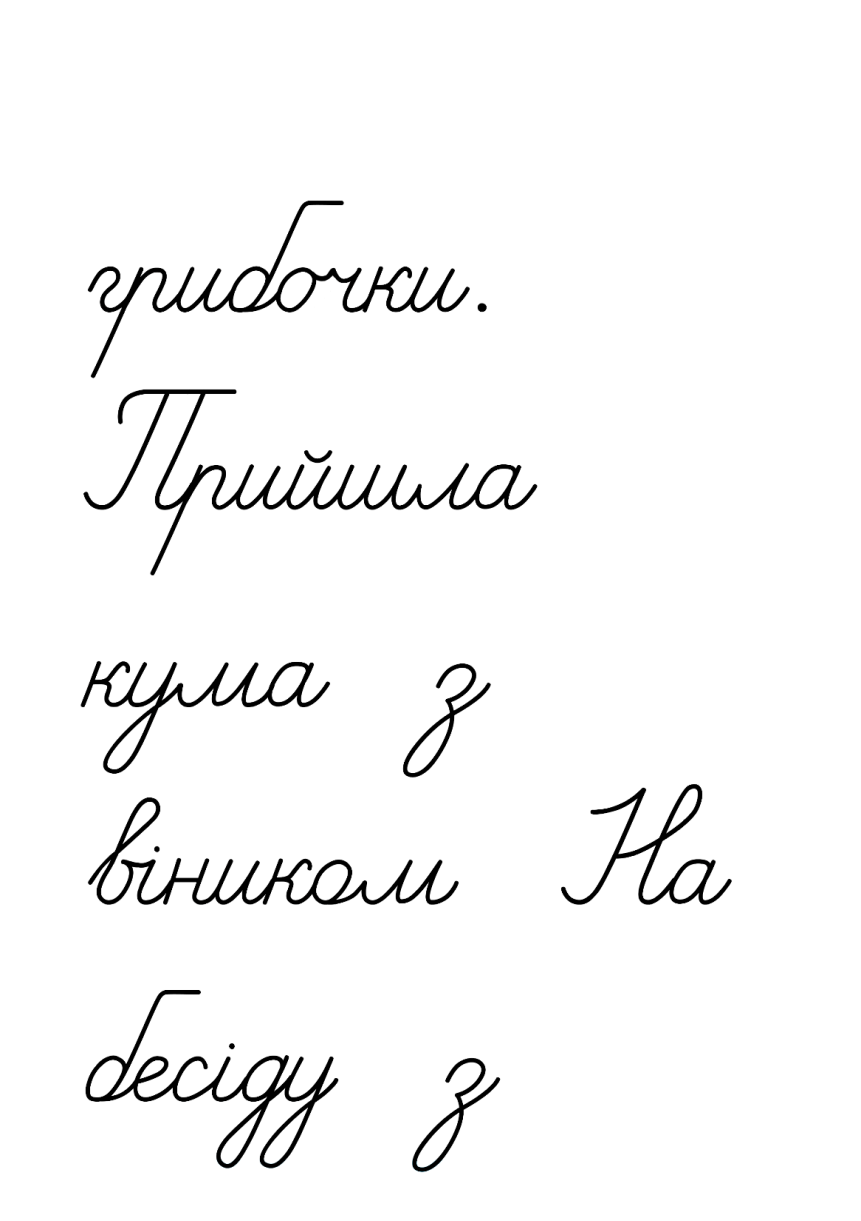 грибочки.
Прийшла
кума з
віником На
бесіду з